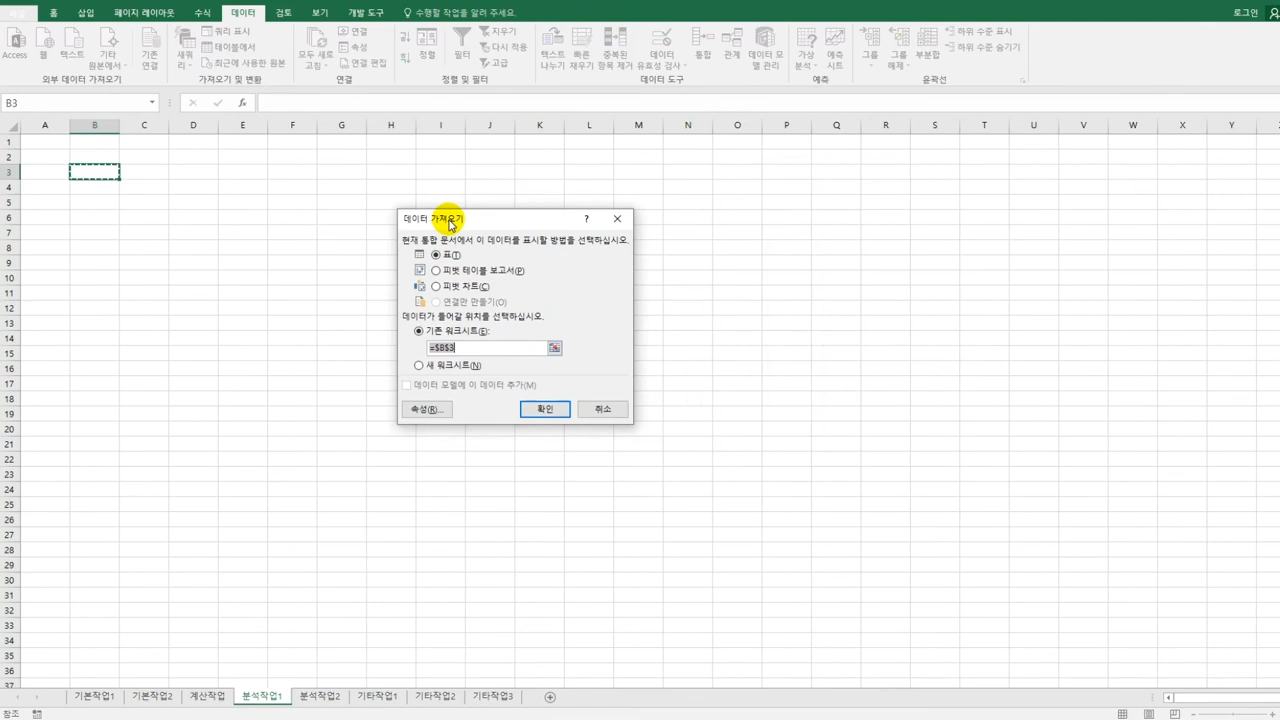 홈 삽입 페이지 레이아웃 수식 데이터 검토 보기 개발 도구 수행할 작업을 알려 주세요... 로그인
Access 웹 텍스트 기타 원본에서 기존 연결
쿼리 표시 테이블에서 최근에 사용한 원본
모두 새로 고침 연결 속성 연결 편집
정렬 필터 지우기 다시 적용 고급
텍스트 나누기 빠른 채우기 중복된 항목 제거 데이터 유효성 검사 통합 관계 데이터 모델 관리
가상 분석 예측 시트 그룹 그룹 해제 부분합 하위 수준 표시 하위 수준 숨기기
외부 데이터 가져오기 가져오기 및 변환 연결 정렬 및 필터 데이터 도구 예측 윤곽선
B3 fx
A B C D E F G H I J K L M N O P Q R S T U V W X Y
1
2
3
4
5
6
7
8
9
10
11
12
13
14
15
16
17
18
19
20
21
22
23
24
25
26
27
28
29
30
31
32
33
34
35
36
37
데이터 가져오기 ?
현재 통합 문서에서 이 데이터를 표시할 방법을 선택하십시오.
표(T)
피벗 테이블 보고서(P)
피벗 차트(C)
연결만 만들기(O)
데이터가 들어갈 위치를 선택하십시오.
기존 워크시트(E):
=$B$3
새 워크시트(N)
데이터 모델에 이 데이터 추가(M)
속성(R)... 확인 취소
기본작업1 기본작업2 계산작업 분석작업1 분석작업2 기타작업1 기타작업2 기타작업3
참조